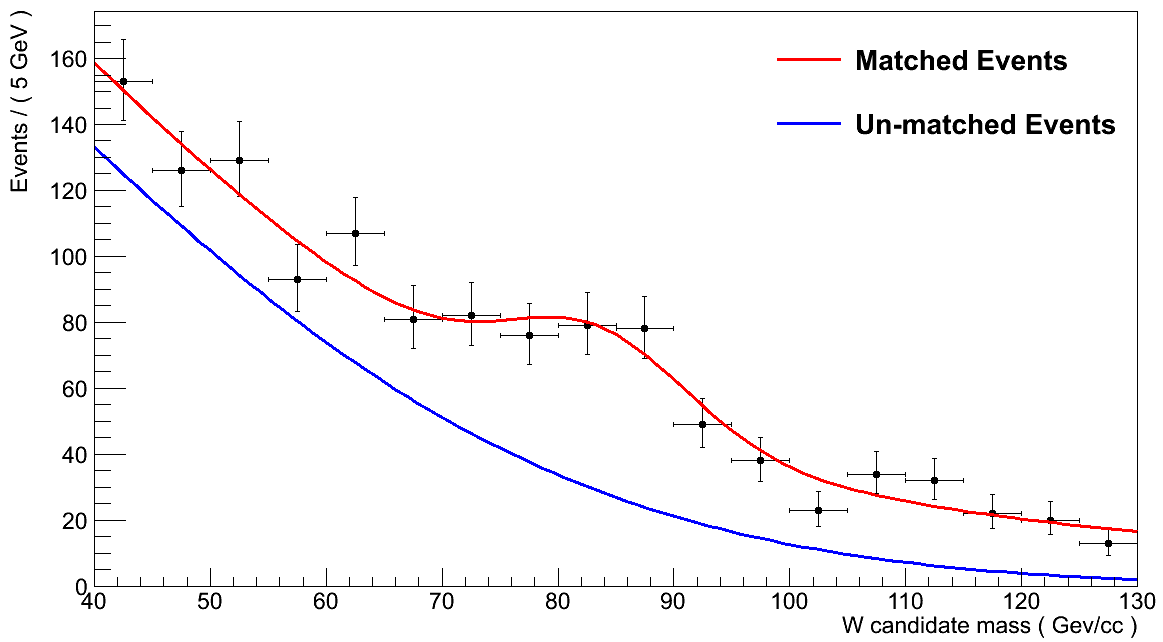 Events / ( 5 GeV )
160
140
120
100
80
60
40
20
0
Matched Events
Un-matched Events
40 50 60 70 80 90 100 110 120 130
W candidate mass ( Gev/cc )